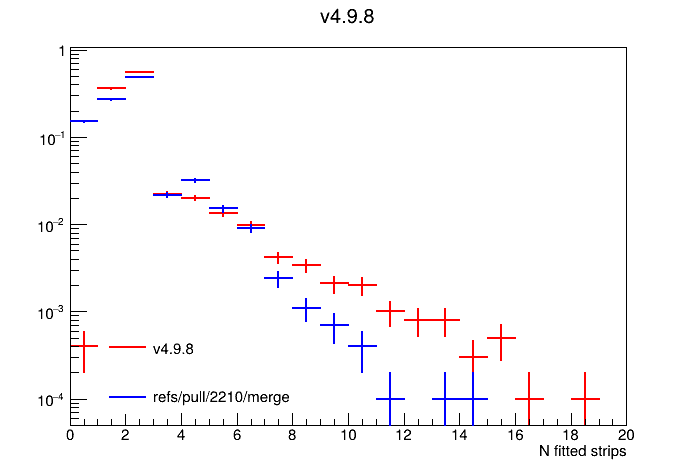 v4.9.8
1
10⁻¹
10⁻²
10⁻³
10⁻⁴
v4.9.8
refs/pull/2210/merge
0 2 4 6 8 10 12 14 16 18 20
N fitted strips